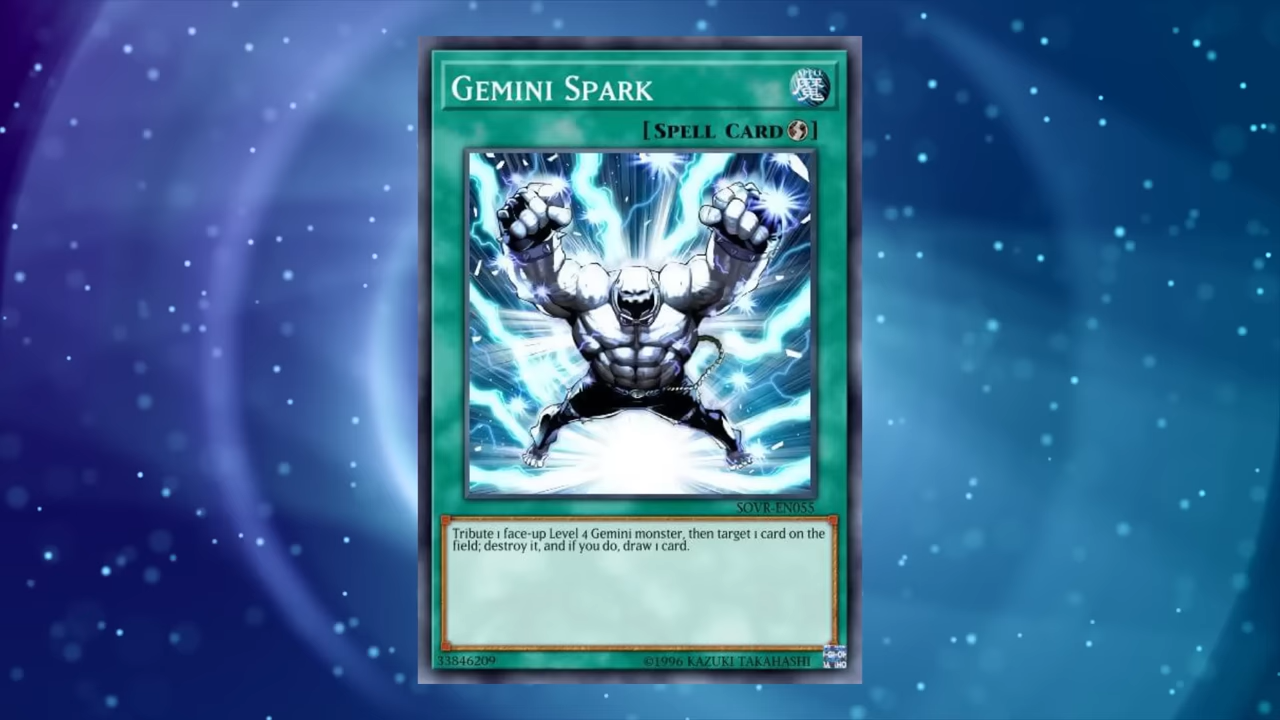 GEMINI SPARK
魔
[SPELL CARD]
SOVR-EN055
Tribute 1 face-up Level 4 Gemini monster, then target 1 card on the
field; destroy it, and if you do, draw 1 card.
33846209
©1996 KAZUKI TAKAHASHI